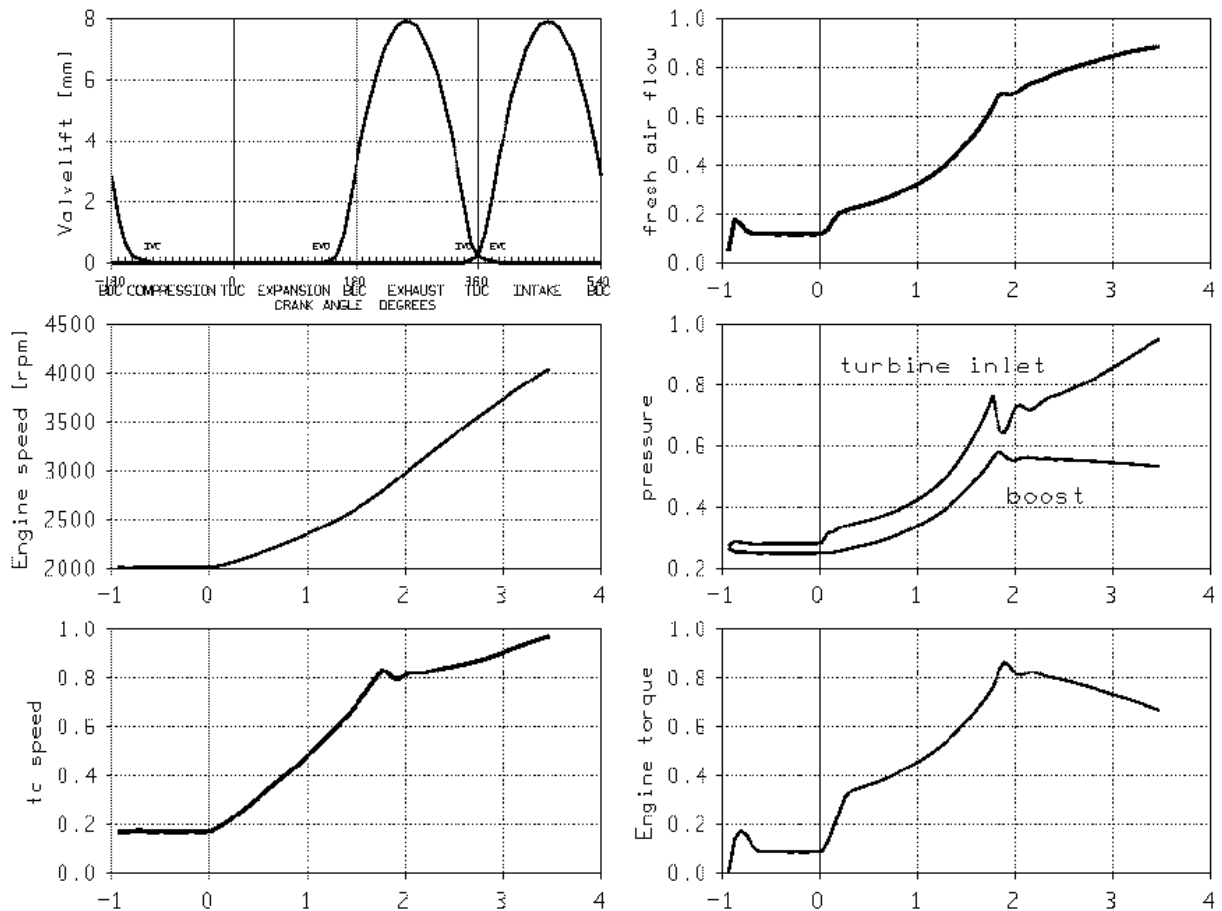 Valvelift [mm]
8
6
4
2
0
IVC EVO IVO EVC
-180 0 180 360 540
BDC COMPRESSION TDC EXPANSION BDC EXHAUST TDC INTAKE BDC
CRANK ANGLE DEGREES
fresh air flow
1.0
0.8
0.6
0.4
0.2
0.0
-1 0 1 2 3 4
Engine speed [rpm]
4500
4000
3500
3000
2500
2000
-1 0 1 2 3 4
pressure
1.0
0.8
0.6
0.4
0.2
turbine inlet
boost
-1 0 1 2 3 4
tc speed
1.0
0.8
0.6
0.4
0.2
0.0
-1 0 1 2 3 4
Engine torque
1.0
0.8
0.6
0.4
0.2
0.0
-1 0 1 2 3 4